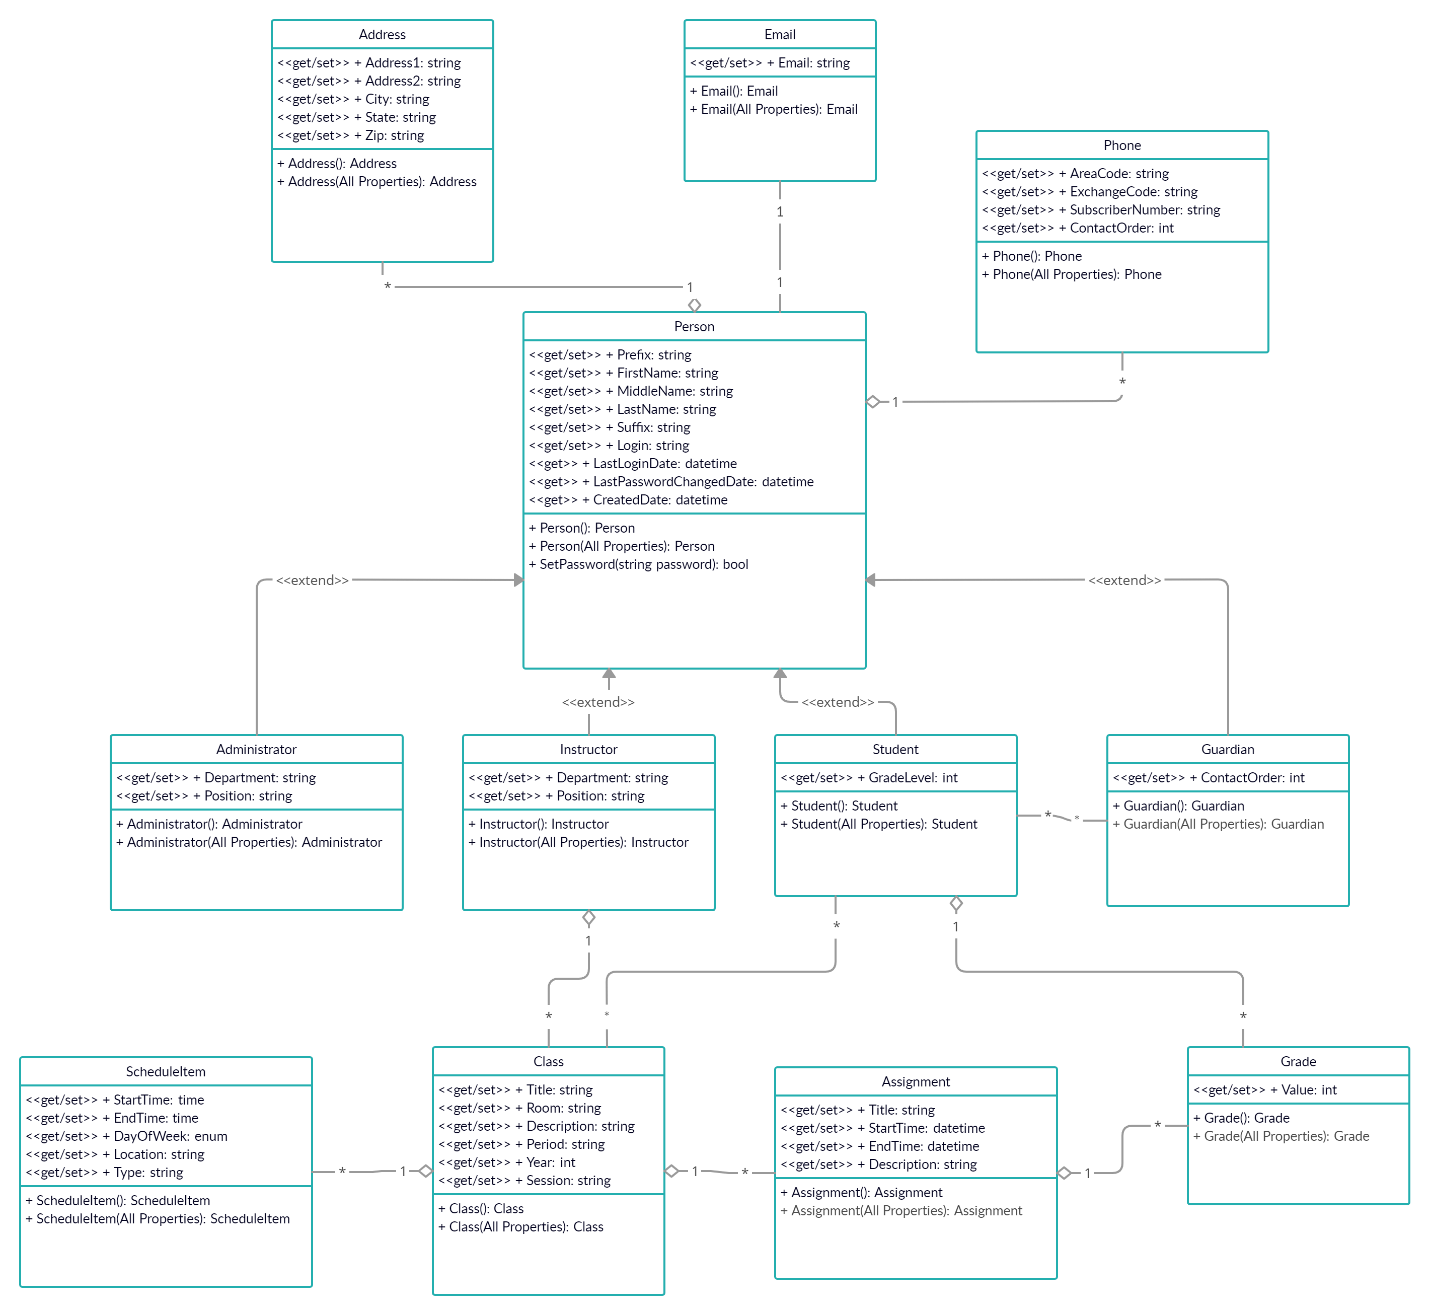 Address
<<get/set>> + Address1: string
<<get/set>> + Address2: string
<<get/set>> + City: string
<<get/set>> + State: string
<<get/set>> + Zip: string
+ Address(): Address
+ Address(All Properties): Address
Email
<<get/set>> + Email: string
+ Email(): Email
+ Email(All Properties): Email
Phone
<<get/set>> + AreaCode: string
<<get/set>> + ExchangeCode: string
<<get/set>> + SubscriberNumber: string
<<get/set>> + ContactOrder: int
+ Phone(): Phone
+ Phone(All Properties): Phone
1
1
*
1
*
1
Person
<<get/set>> + Prefix: string
<<get/set>> + FirstName: string
<<get/set>> + MiddleName: string
<<get/set>> + LastName: string
<<get/set>> + Suffix: string
<<get/set>> + Login: string
<<get>> + LastLoginDate: datetime
<<get>> + LastPasswordChangedDate: datetime
<<get>> + CreatedDate: datetime
+ Person(): Person
+ Person(All Properties): Person
+ SetPassword(string password): bool
<<extend>>
<<extend>>
<<extend>>
<<extend>>
Administrator
<<get/set>> + Department: string
<<get/set>> + Position: string
+ Administrator(): Administrator
+ Administrator(All Properties): Administrator
Instructor
<<get/set>> + Department: string
<<get/set>> + Position: string
+ Instructor(): Instructor
+ Instructor(All Properties): Instructor
Student
<<get/set>> + GradeLevel: int
+ Student(): Student
+ Student(All Properties): Student
*
*
Guardian
<<get/set>> + ContactOrder: int
+ Guardian(): Guardian
+ Guardian(All Properties): Guardian
1
*
1
*
*
*
ScheduleItem
<<get/set>> + StartTime: time
<<get/set>> + EndTime: time
<<get/set>> + DayOfWeek: enum
<<get/set>> + Location: string
<<get/set>> + Type: string
+ ScheduleItem(): ScheduleItem
+ ScheduleItem(All Properties): ScheduleItem
*
1
Class
<<get/set>> + Title: string
<<get/set>> + Room: string
<<get/set>> + Description: string
<<get/set>> + Period: string
<<get/set>> + Year: int
<<get/set>> + Session: string
+ Class(): Class
+ Class(All Properties): Class
1
*
Assignment
<<get/set>> + Title: string
<<get/set>> + StartTime: datetime
<<get/set>> + EndTime: datetime
<<get/set>> + Description: string
+ Assignment(): Assignment
+ Assignment(All Properties): Assignment
1
*
Grade
<<get/set>> + Value: int
+ Grade(): Grade
+ Grade(All Properties): Grade